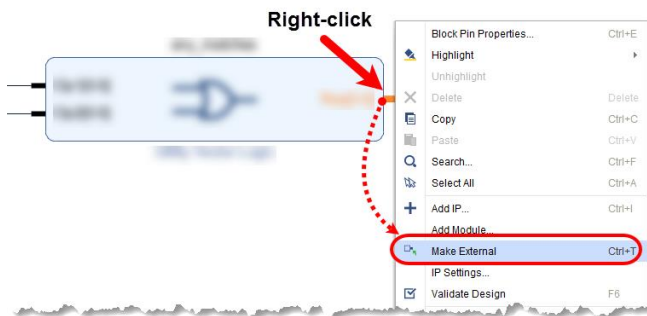 Right-click
Block Pin Properties... Ctrl+E
Highlight
Unhighlight
Delete Delete
Copy Ctrl+C
Paste Ctrl+V
Search... Ctrl+F
Select All Ctrl+A
Add IP... Ctrl+I
Add Module...
Make External Ctrl+T
IP Settings...
Validate Design F6